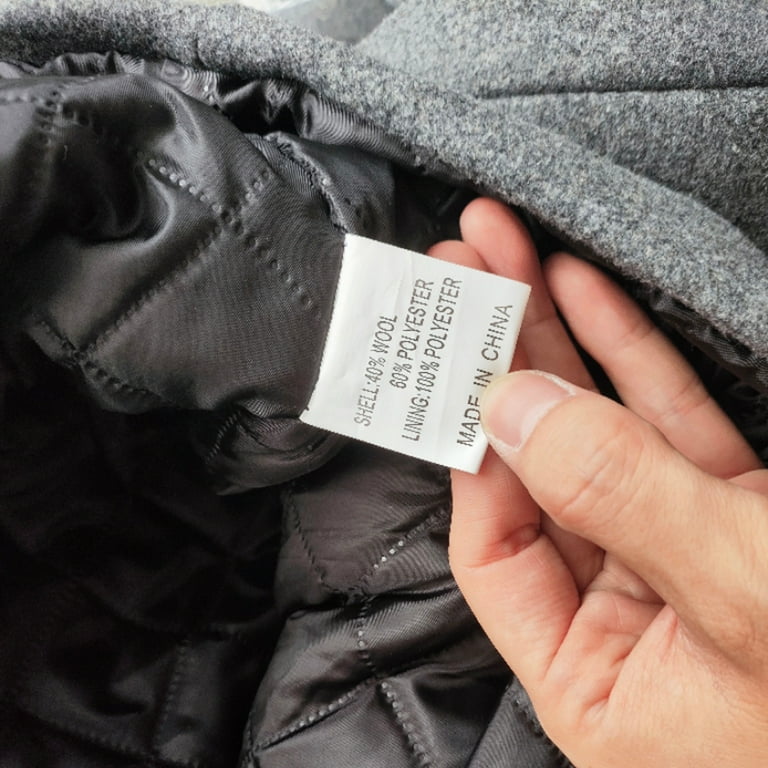 SHELL:40% WOOL
60% POLYESTER
LINING:100% POLYESTER
MADE IN CHINA